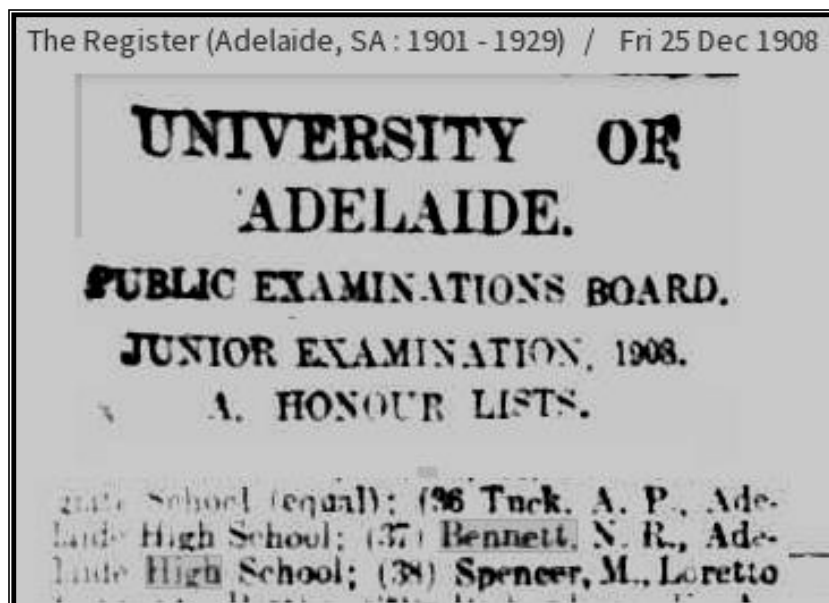 The Register (Adelaide, SA : 1901 - 1929) / Fri 25 Dec 1908
UNIVERSITY OF
ADELAIDE.
PUBLIC EXAMINATIONS BOARD.
JUNIOR EXAMINATION, 1908.
A. HONOUR LISTS.
School (equal); (36 Tuck, A. P., Ade-
laide High School; (37) Bennett, N. R., Ade-
laide High School; (38) Spencer, M., Loretto